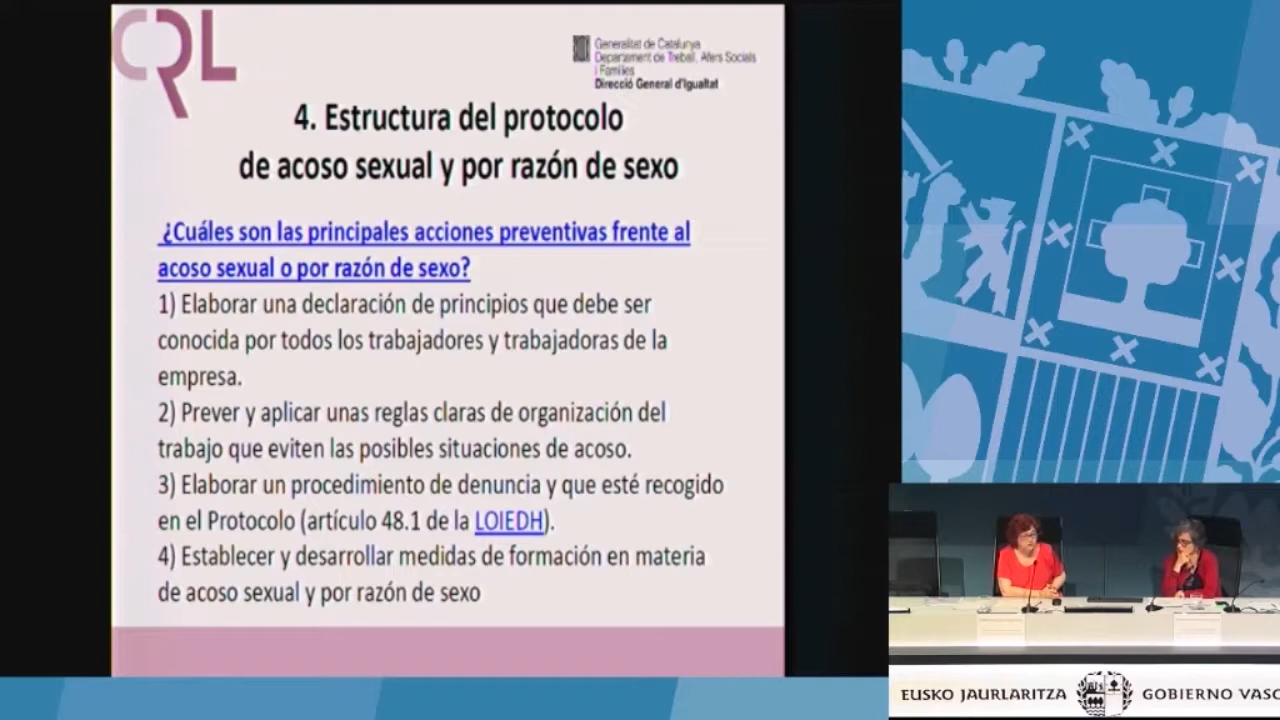 CRL
Generalitat de Catalunya
Departament de Treball, Afers Socials
i Famílies
Direcció General d'Igualtat
4. Estructura del protocolo
de acoso sexual y por razón de sexo
¿Cuáles son las principales acciones preventivas frente al
acoso sexual o por razón de sexo?
1) Elaborar una declaración de principios que debe ser
conocida por todos los trabajadores y trabajadoras de la
empresa.
2) Prever y aplicar unas reglas claras de organización del
trabajo que eviten las posibles situaciones de acoso.
3) Elaborar un procedimiento de denuncia y que esté recogido
en el Protocolo (artículo 48.1 de la LOIEDH).
4) Establecer y desarrollar medidas de formación en materia
de acoso sexual y por razón de sexo
EUSKO JAURLARITZA
GOBIERNO VASC